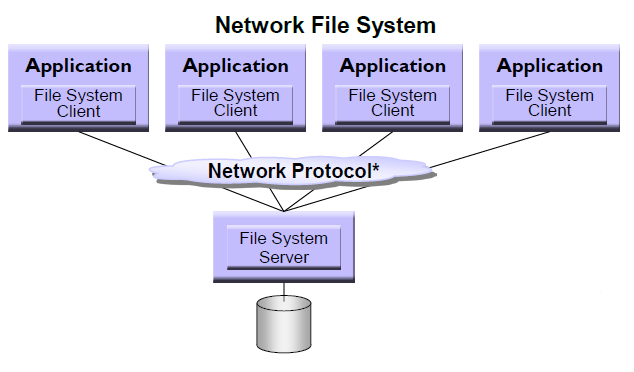 Network File System
Application
File System
Client
Application
File System
Client
Application
File System
Client
Application
File System
Client
Network Protocol*
File System
Server